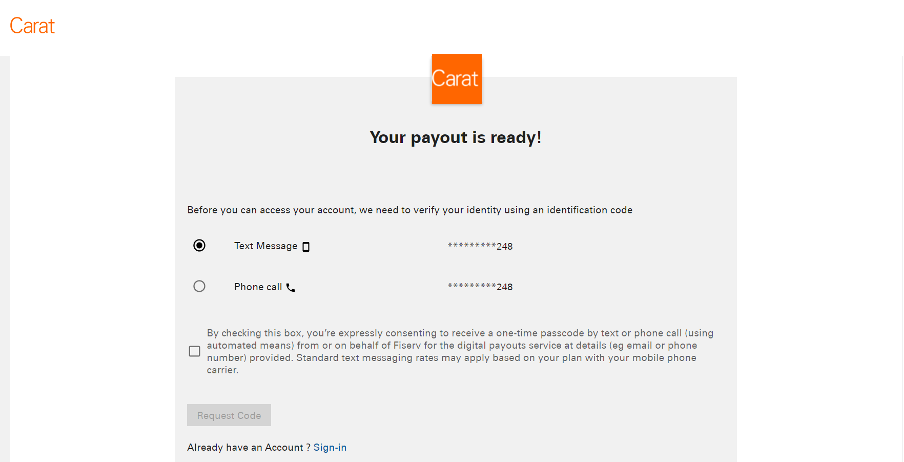 Carat
Carat
Your payout is ready!
Before you can access your account, we need to verify your identity using an identification code
Text Message *********248
Phone call *********248
By checking this box, you're expressly consenting to receive a one-time passcode by text or phone call (using
automated means) from or on behalf of Fiserv for the digital payouts service at details (eg email or phone
number) provided. Standard text messaging rates may apply based on your plan with your mobile phone
carrier.
Request Code
Already have an Account ? Sign-in